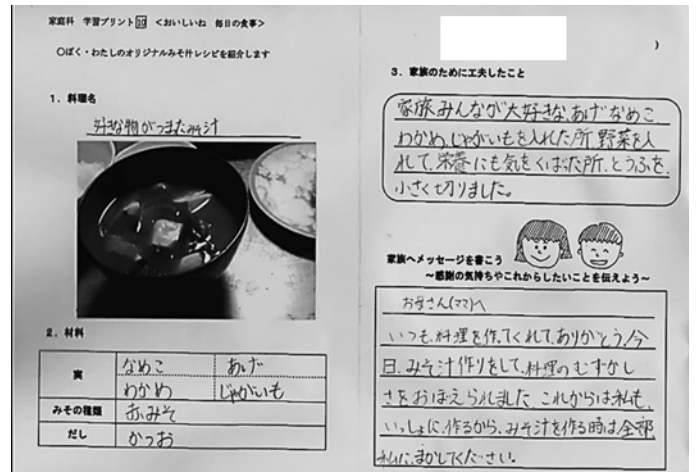 家庭科 学習プリント20 <おいしいね 毎日の食事>
○ぼく・わたしのオリジナルみそ汁レシピを紹介します
1. 料理名
好きな物がつまたみそ汁
2. 材料
実
なめこ
あげ
わかめ
じゃがいも
みその種類
赤みそ
だし
かつお
)
3. 家族のために工夫したこと
家族みんなが大好きな、あげなめこ、
わかめ、じゃがいもを入れた所、野菜を入
れて、栄養にも気をくばった所、とうふを
小さく切りました。
家族へメッセージを書こう
~感謝の気持ちやこれからしたいことを伝えよう~
お母さん(ママ)へ
いつも、料理を作てくれて、ありがとう。今
日、みそ汁作りをして、料理のむずかし
さをおぼえられました。これからは私も、
いっしょに作るから、みそ汁を作る時は全部
私に、まかしてください。